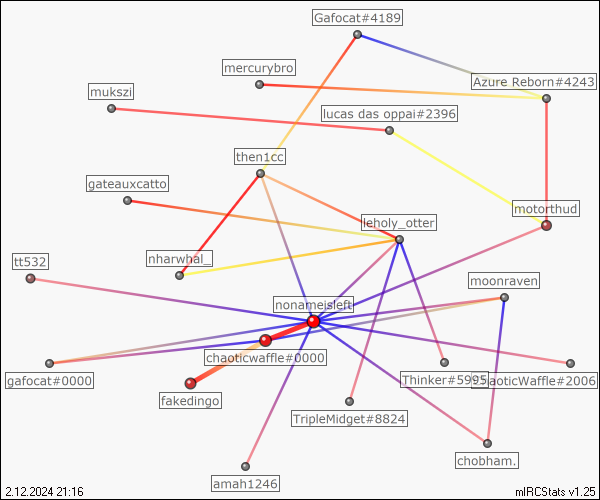 Gafocat#4189
mercurybro
Azure Reborn#4243
mukszi
lucas das oppai#2396
then1cc
gateauxcatto
motorthud
leholy_otter
nharwhal_
tt532
moonraven
nonameisleft
chaoticwaffle#0000
gafocat#0000
Thinker#5995
ChaoticWaffle#2006
fakedingo
TripleMidget#8824
chobham.
amah1246
2.12.2024 21:16
mIRCStats v1.25